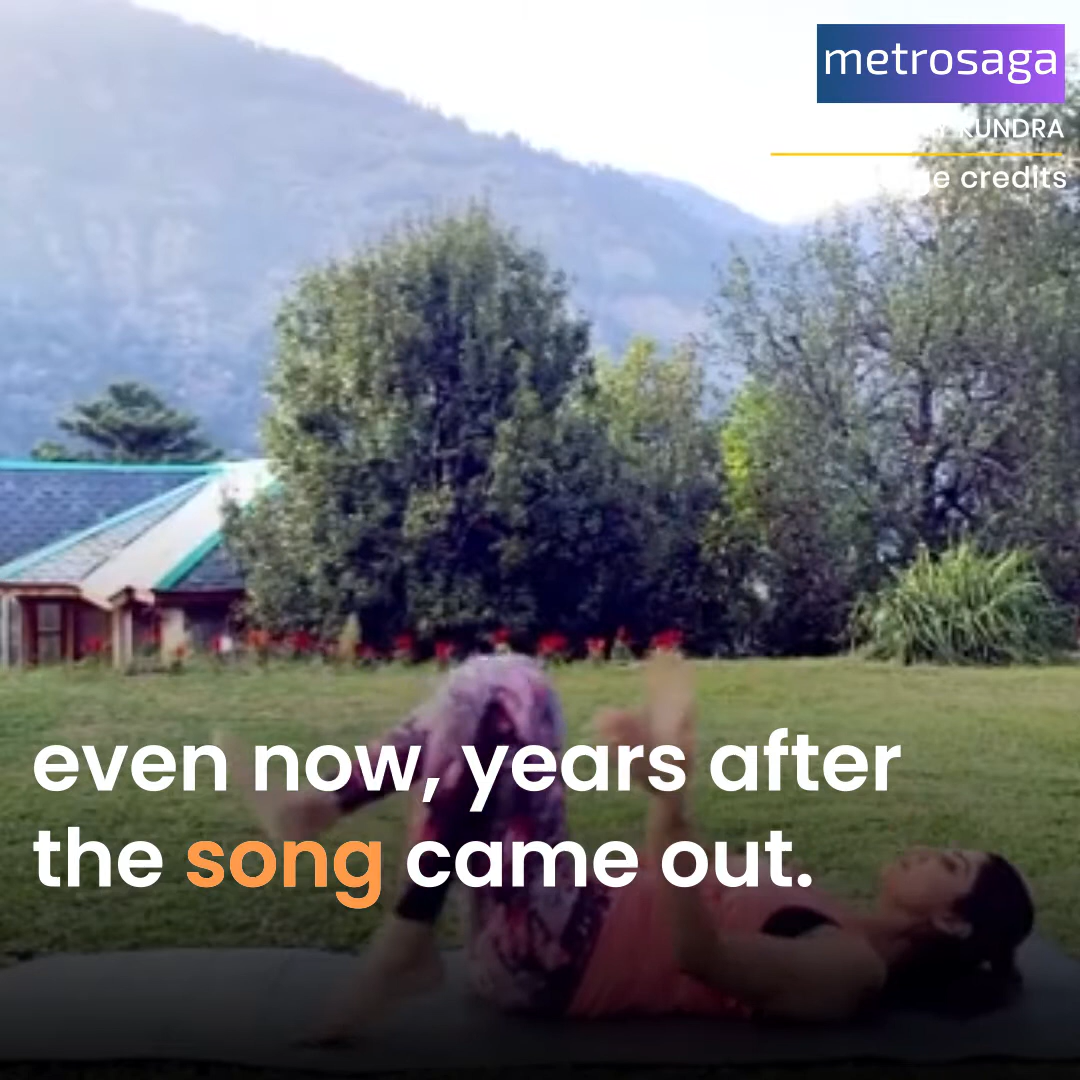 metrosaga
KUNDRA
credits
even now, years after
the song came out.